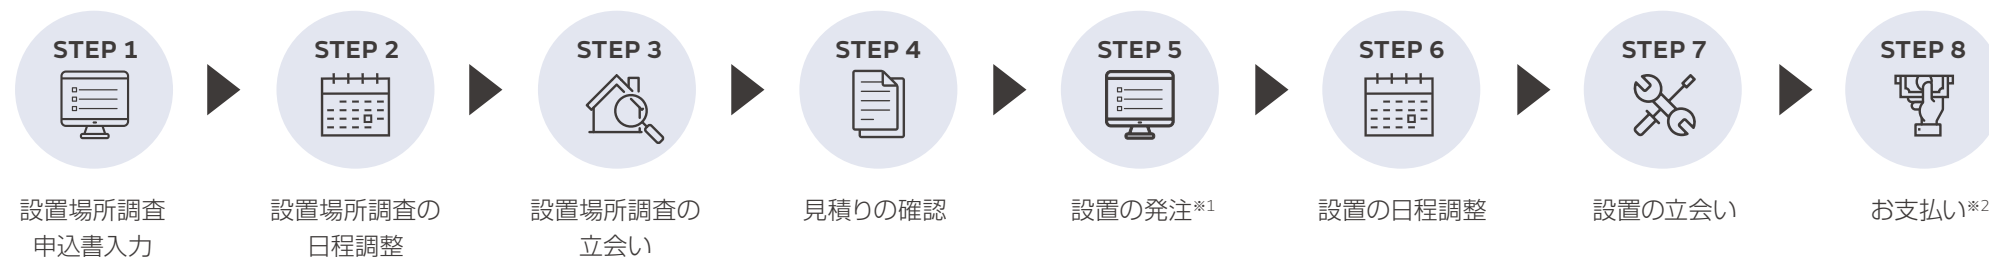 STEP 1
設置場所調査
申込書入力
STEP 2
設置場所調査の
日程調整
STEP 3
設置場所調査の
立会い
STEP 4
見積りの確認
STEP 5
設置の発注※1
STEP 6
設置の日程調整
STEP 7
設置の立会い
STEP 8
お支払い※2